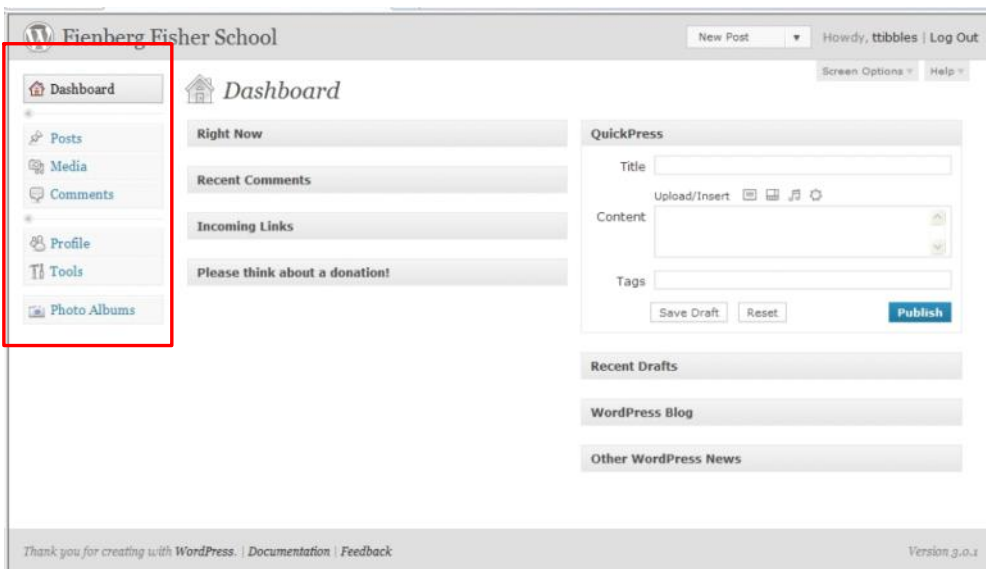 Fienberg Fisher School
New Post
Howdy, ttibbles | Log Out
Screen Options
Help
Dashboard
Posts
Media
Comments
Profile
Tools
Photo Albums
Dashboard
Right Now
Recent Comments
Incoming Links
Please think about a donation!
QuickPress
Title
Upload/Insert
Content
Tags
Save Draft
Reset
Publish
Recent Drafts
WordPress Blog
Other WordPress News
Thank you for creating with WordPress. | Documentation | Feedback
Version 3.0.1